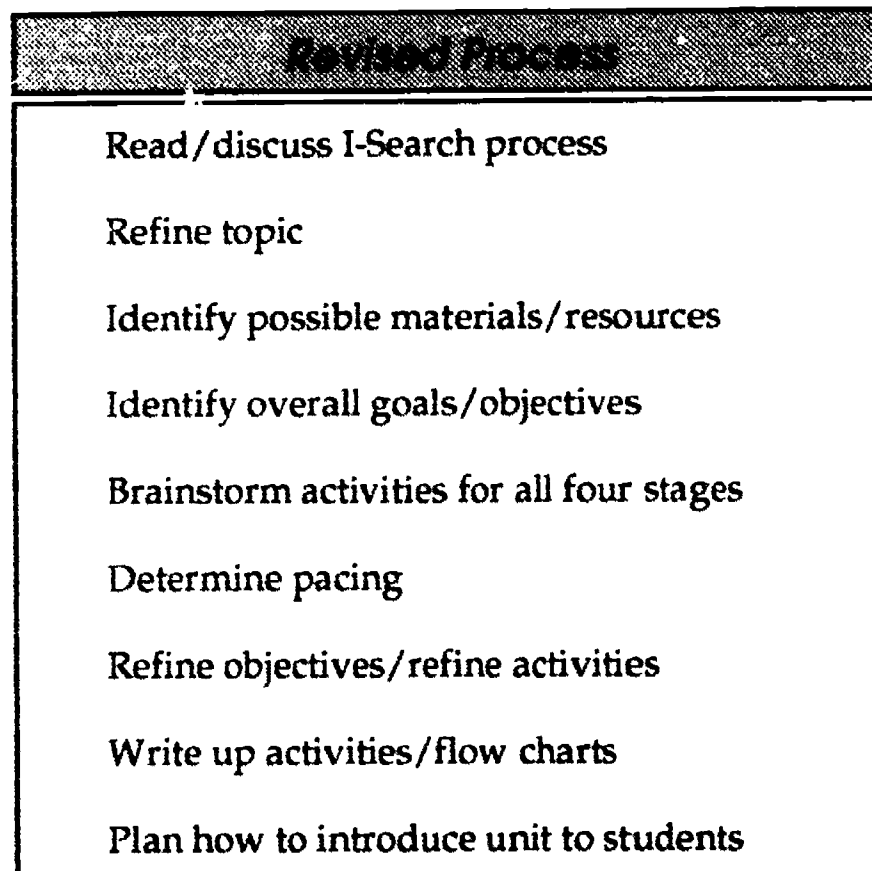 Revised Process
Read/discuss I-Search process
Refine topic
Identify possible materials/resources
Identify overall goals/objectives
Brainstorm activities for all four stages
Determine pacing
Refine objectives/refine activities
Write up activities/flow charts
Plan how to introduce unit to students